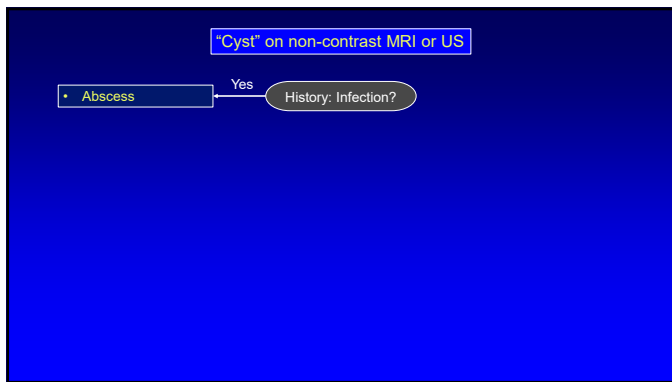 “Cyst” on non-contrast MRI or US
Yes
• Abscess
History: Infection?